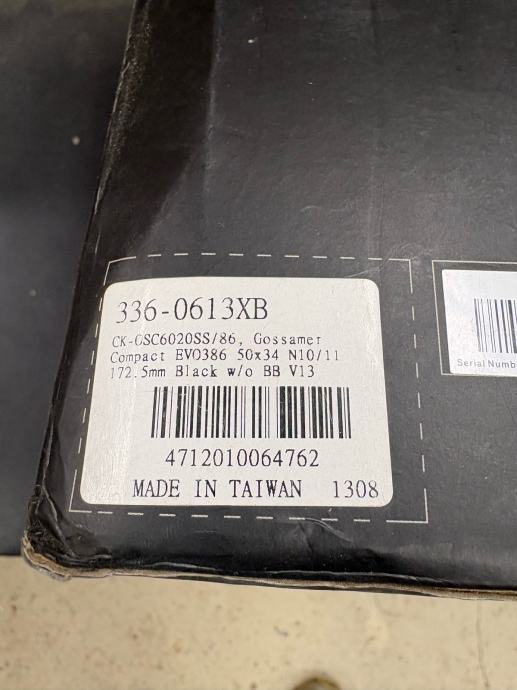 336-0613XB
CK-GSC6020SS/86, Gossamer
Compact EVO386 50x34 N10/11
172.5mm Black w/o BB V13
4712010064762
MADE IN TAIWAN 1308
Serial Numb